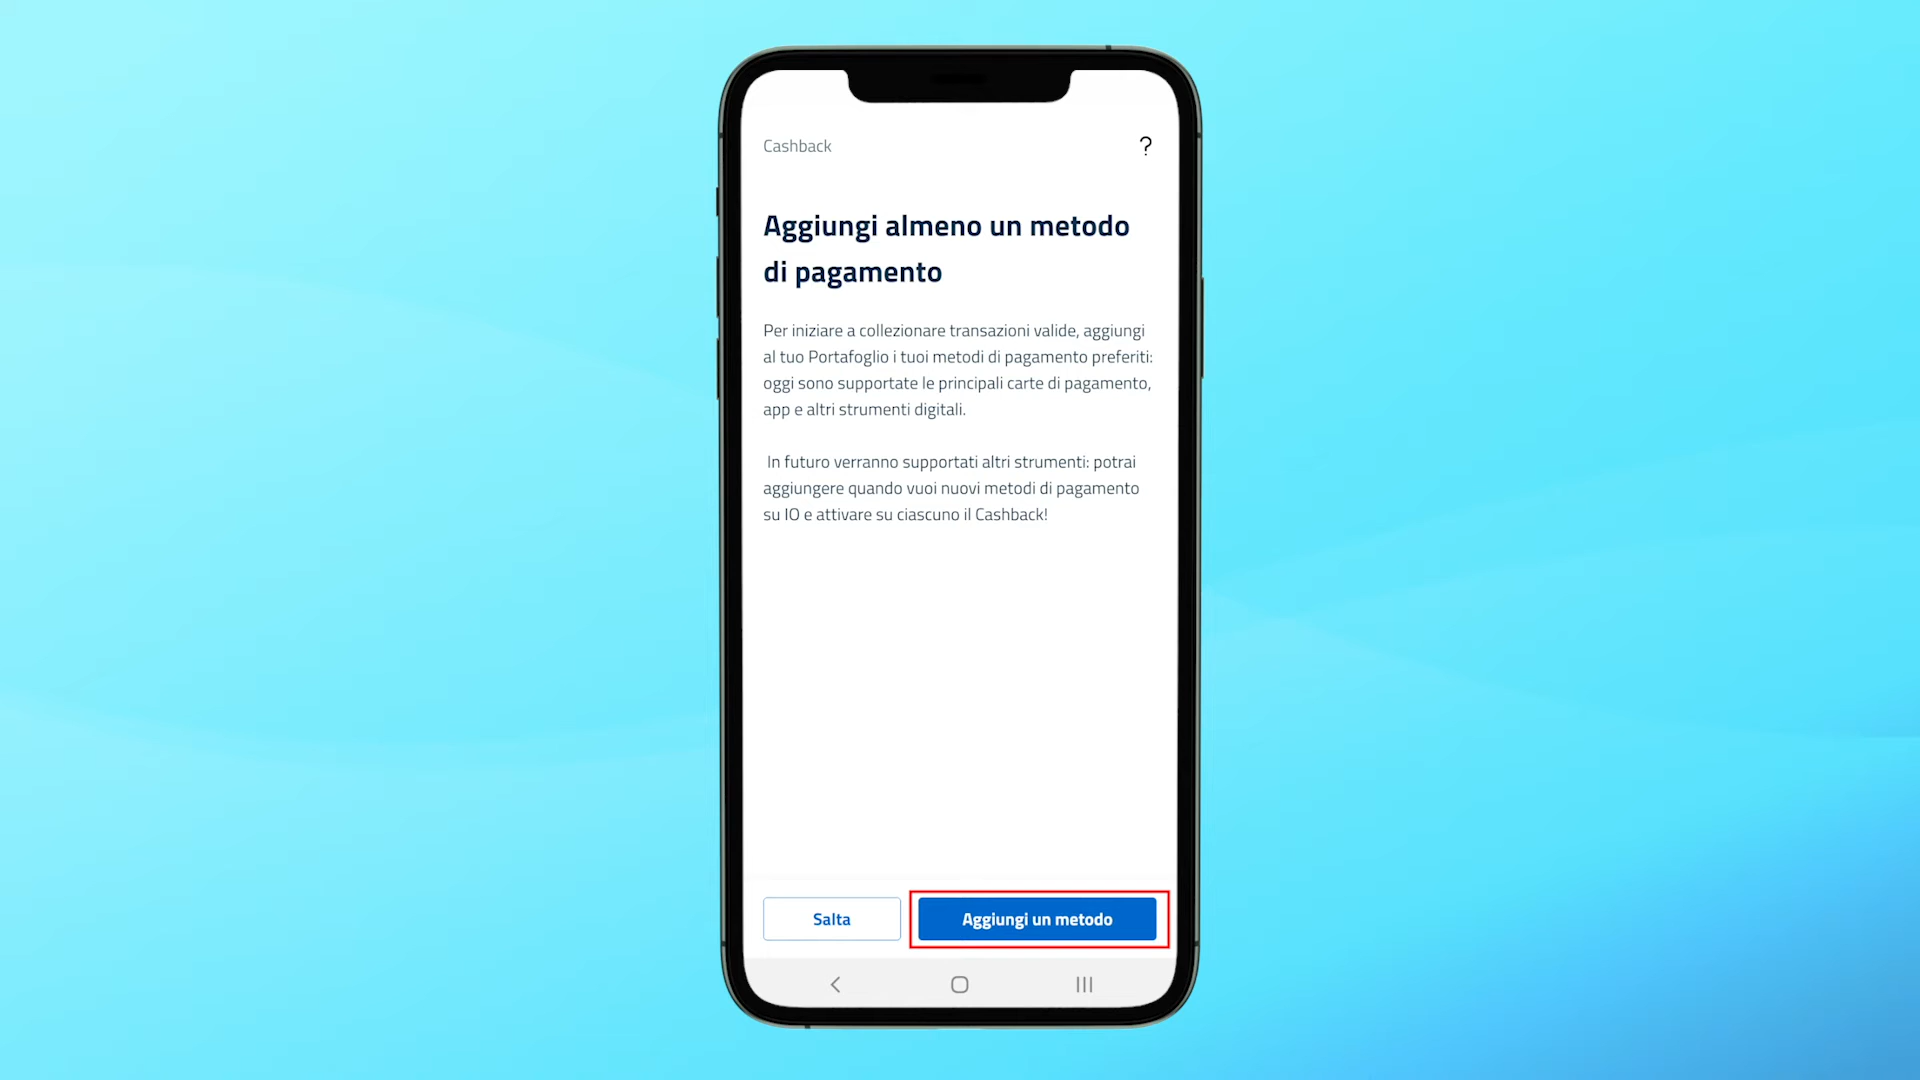 Cashback
?
Aggiungi almeno un metodo
di pagamento
Per iniziare a collezionare transazioni valide, aggiungi
al tuo Portafoglio i tuoi metodi di pagamento preferiti:
oggi sono supportate le principali carte di pagamento,
app e altri strumenti digitali.
In futuro verranno supportati altri strumenti: potrai
aggiungere quando vuoi nuovi metodi di pagamento
su IO e attivare su ciascuno il Cashback!
Salta
Aggiungi un metodo